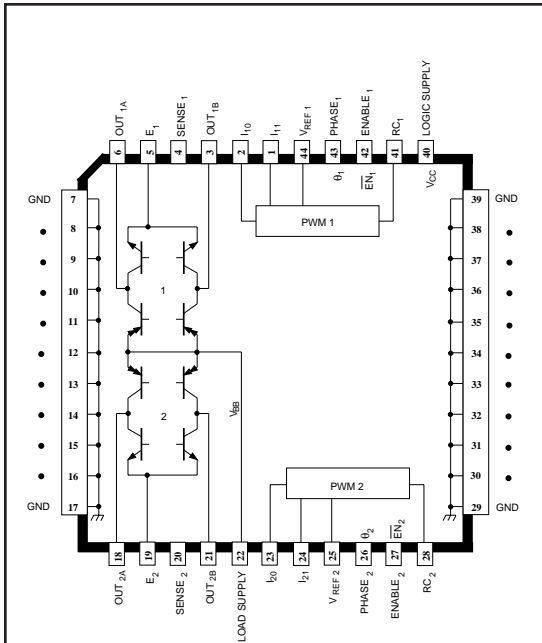 OUT1A
E1
SENSE1
OUT1B
I10
I11
VREF 1
PHASE1
ENABLE1
RC1
LOGIC SUPPLY
6
5
4
3
2
1
44
43
42
41
40
θ1
EN1
VCC
PWM 1
GND
7
8
9
10
11
12
13
14
15
16
GND
17
39
GND
38
37
36
35
34
33
32
31
30
29
GND
1
2
VBB
PWM 2
θ2
EN2
18
19
20
21
22
23
24
25
26
27
28
OUT2A
E2
SENSE2
OUT2B
LOAD SUPPLY
I20
I21
V REF 2
PHASE2
ENABLE2
RC2